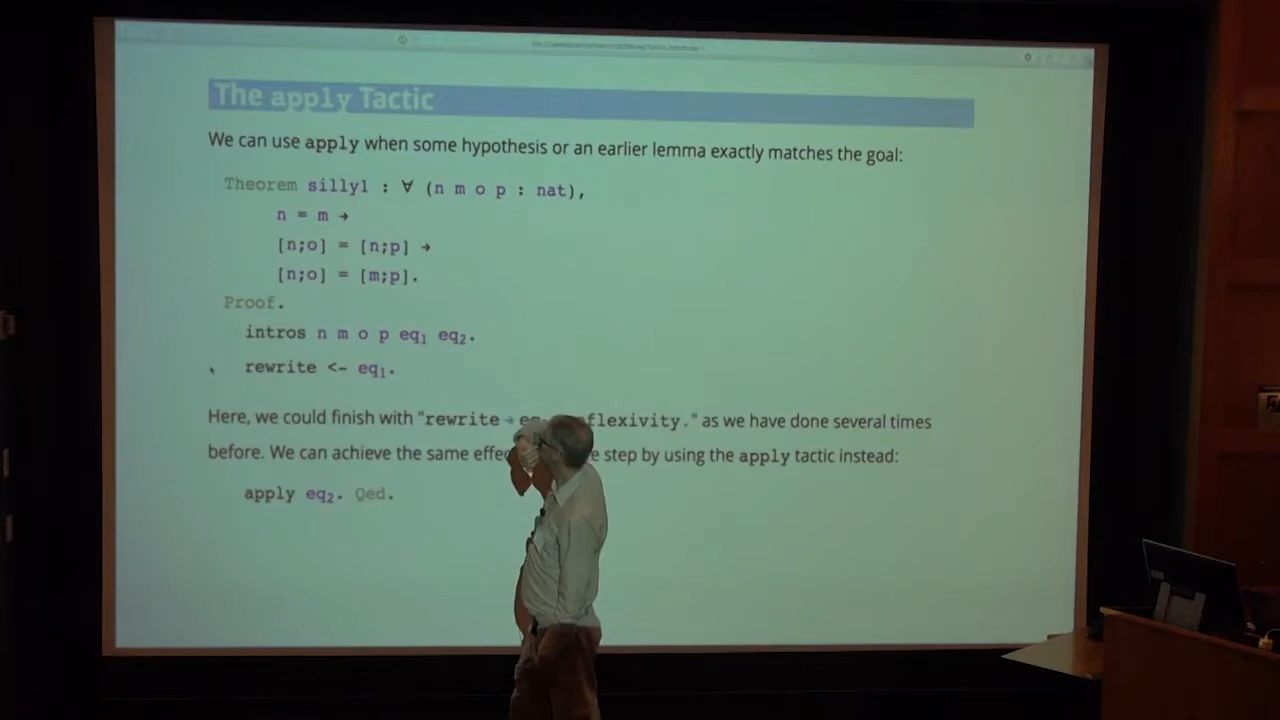 The apply Tactic
We can use apply when some hypothesis or an earlier lemma exactly matches the goal:
Theorem silly1 : ∀ (n m o p : nat),
n = m →
[n;o] = [n;p] →
[n;o] = [m;p].
Proof.
intros n m o p eq₁ eq₂.
rewrite <- eq₁.
Here, we could finish with "rewrite → eq flexivity." as we have done several times
before. We can achieve the same effec e step by using the apply tactic instead:
apply eq₂. Qed.